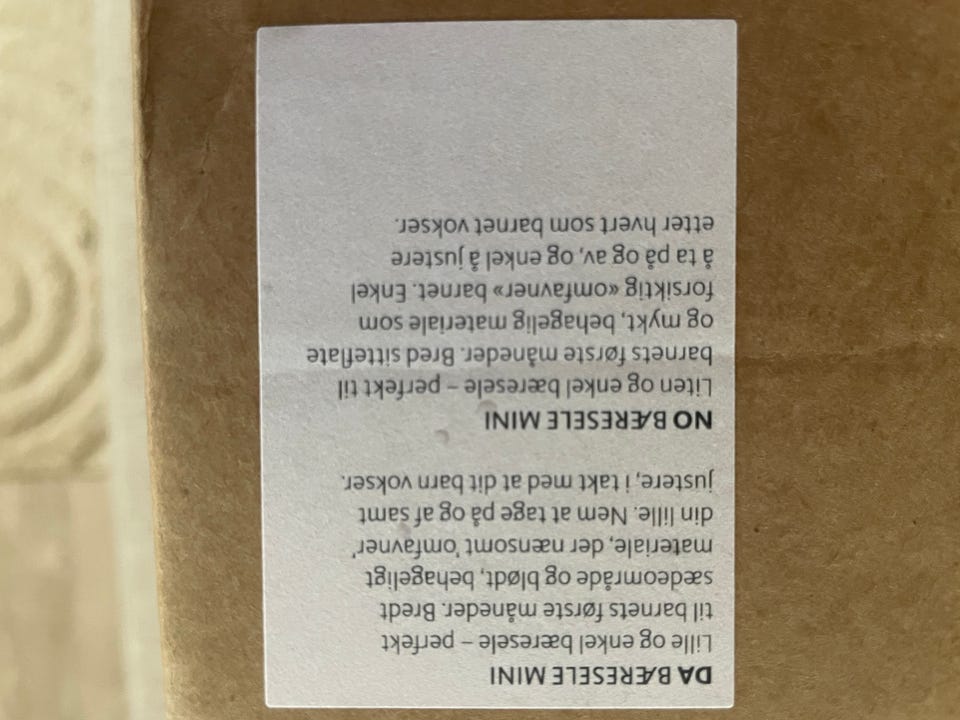 DA BÆRESELE MINI
Lille og enkel bæresele – perfekt
til barnets første måneder. Bredt
sædeområde og blødt, behageligt
materiale, der nænsomt 'omfavner'
din lille. Nem at tage på og af samt
justere, i takt med at dit barn vokser.
NO BÆRESELE MINI
Liten og enkel bæresele – perfekt til
barnets første måneder. Bred sitteflate
og mykt, behagelig materiale som
forsiktig «omfavner» barnet. Enkel
å ta på og av, og enkel å justere
etter hvert som barnet vokser.